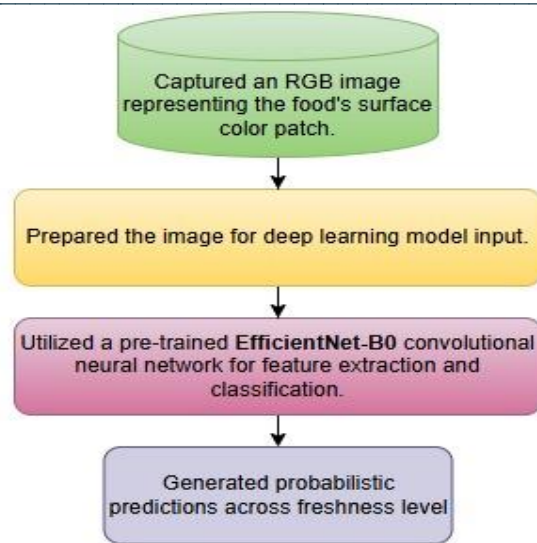 Captured an RGB image
representing the food's surface
color patch.
Prepared the image for deep learning model input.
Utilized a pre-trained EfficientNet-B0 convolutional
neural network for feature extraction and
classification.
Generated probabilistic
predictions across freshness level